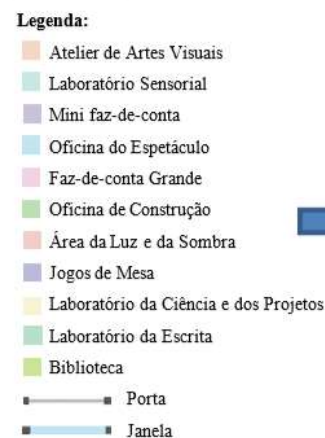 Legenda:
Atelier de Artes Visuais
Laboratório Sensorial
Mini faz-de-conta
Oficina do Espetáculo
Faz-de-conta Grande
Oficina de Construção
Área da Luz e da Sombra
Jogos de Mesa
Laboratório da Ciência e dos Projetos
Laboratório da Escrita
Biblioteca
Porta
Janela